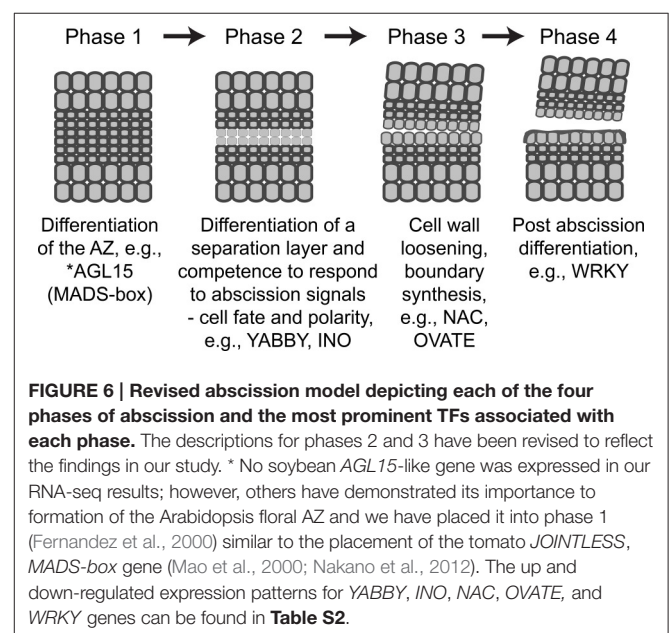 Phase 1 → Phase 2 → Phase 3 → Phase 4
Differentiation
of the AZ, e.g.,
*AGL15
(MADS-box)
Differentiation of a
separation layer and
competence to respond
to abscission signals
- cell fate and polarity,
e.g., YABBY, INO
Cell wall
loosening,
boundary
synthesis,
e.g., NAC,
OVATE
Post abscission
differentiation,
e.g., WRKY
FIGURE 6 | Revised abscission model depicting each of the four
phases of abscission and the most prominent TFs associated with
each phase. The descriptions for phases 2 and 3 have been revised to reflect
the findings in our study. * No soybean AGL15-like gene was expressed in our
RNA-seq results; however, others have demonstrated its importance to
formation of the Arabidopsis floral AZ and we have placed it into phase 1
(Fernandez et al., 2000) similar to the placement of the tomato JOINTLESS,
MADS-box gene (Mao et al., 2000; Nakano et al., 2012). The up and
down-regulated expression patterns for YABBY, INO, NAC, OVATE, and
WRKY genes can be found in Table S2.